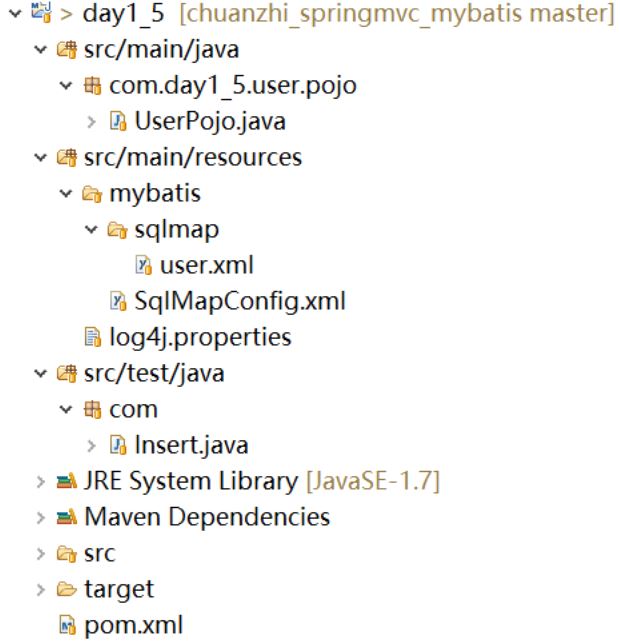 > day1_5 [chuanzhi_springmvc_mybatis master]
src/main/java
com.day1_5.user.pojo
UserPojo.java
src/main/resources
mybatis
sqlmap
user.xml
SqlMapConfig.xml
log4j.properties
src/test/java
com
Insert.java
JRE System Library [JavaSE-1.7]
Maven Dependencies
src
target
pom.xml